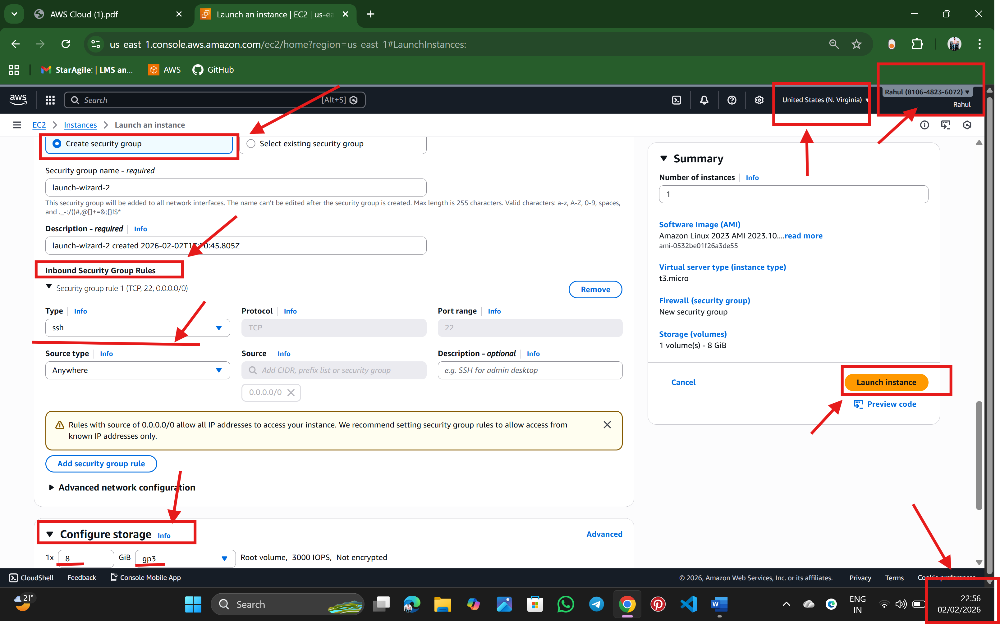 AWS Cloud (1).pdf
Launch an instance | EC2 | us-ea
us-east-1.console.aws.amazon.com/ec2/home?region=us-east-1#LaunchInstances:
StarAgile: | LMS an...
AWS
GitHub
aws
Search
[Alt+S]
United States (N. Virginia)
Rahul (8106-4823-6072)
Rahul
EC2
Instances
Launch an instance
Create security group
Select existing security group
Security group name - required
launch-wizard-2
This security group will be added to all network interfaces. The name can't be edited after the security group is created. Max length is 255 characters. Valid characters: a-z, A-Z, 0-9, spaces,
and ._-:/()#,@[]+=&;{}!$*
Description - required Info
launch-wizard-2 created 2026-02-02T17:20:45.805Z
Inbound Security Group Rules
Security group rule 1 (TCP, 22, 0.0.0.0/0)
Remove
Type Info
Protocol Info
Port range Info
ssh
TCP
22
Source type Info
Source Info
Description - optional Info
Anywhere
Add CIDR, prefix list or security group
e.g. SSH for admin desktop
0.0.0.0/0
Rules with source of 0.0.0.0/0 allow all IP addresses to access your instance. We recommend setting security group rules to allow access from
known IP addresses only.
Add security group rule
Advanced network configuration
Configure storage Info
Advanced
1x 8 GiB gp3 Root volume, 3000 IOPS, Not encrypted
Summary
Number of instances Info
1
Software Image (AMI)
Amazon Linux 2023 AMI 2023.10....read more
ami-0532be01f26a3de55
Virtual server type (instance type)
t3.micro
Firewall (security group)
New security group
Storage (volumes)
1 volume(s) - 8 GiB
Cancel
Launch instance
Preview code
CloudShell
Feedback
Console Mobile App
© 2026, Amazon Web Services, Inc. or its affiliates.
Privacy
Terms
Cookie preferences
21°
Search
W
ENG
IN
22:56
02/02/2026